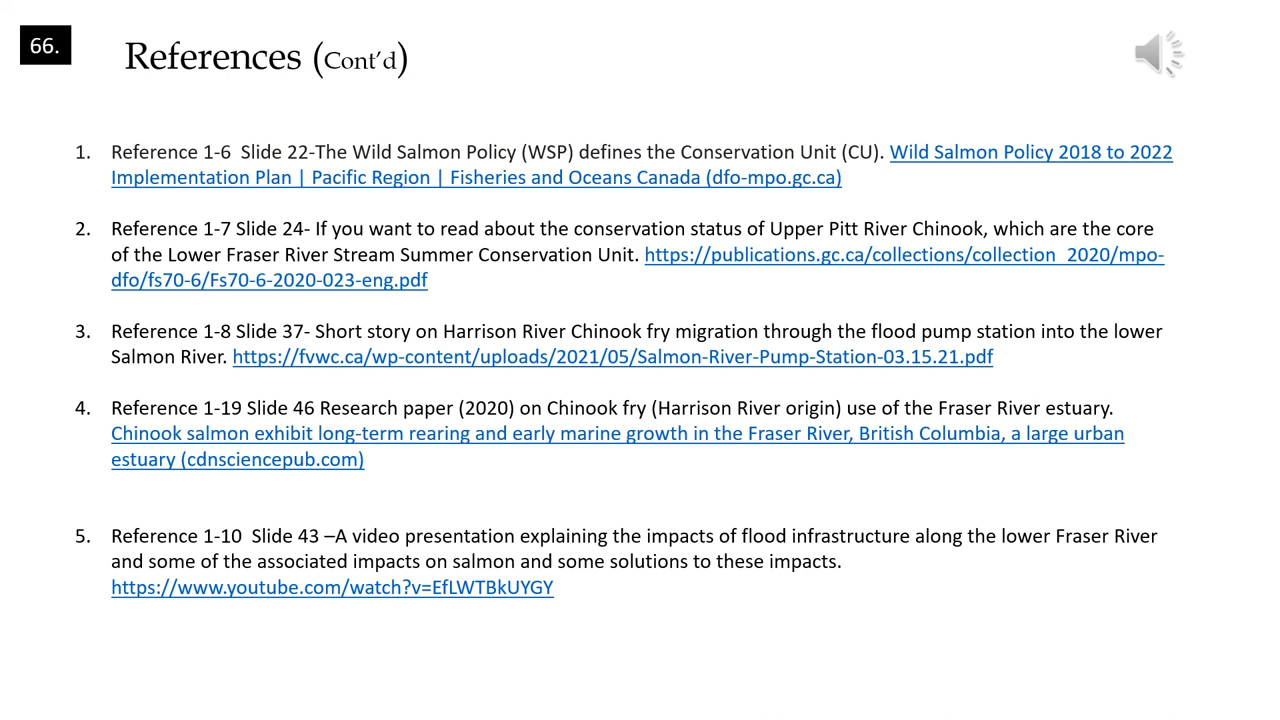 66.
References (Cont’d)
1. Reference 1-6  Slide 22-The Wild Salmon Policy (WSP) defines the Conservation Unit (CU). Wild Salmon Policy 2018 to 2022
Implementation Plan | Pacific Region | Fisheries and Oceans Canada (dfo-mpo.gc.ca)
2. Reference 1-7 Slide 24- If you want to read about the conservation status of Upper Pitt River Chinook, which are the core
of the Lower Fraser River Stream Summer Conservation Unit. https://publications.gc.ca/collections/collection_2020/mpo-
dfo/fs70-6/Fs70-6-2020-023-eng.pdf
3. Reference 1-8 Slide 37- Short story on Harrison River Chinook fry migration through the flood pump station into the lower
Salmon River. https://fvwc.ca/wp-content/uploads/2021/05/Salmon-River-Pump-Station-03.15.21.pdf
4. Reference 1-19 Slide 46 Research paper (2020) on Chinook fry (Harrison River origin) use of the Fraser River estuary.
Chinook salmon exhibit long-term rearing and early marine growth in the Fraser River, British Columbia, a large urban
estuary (cdnsciencepub.com)
5. Reference 1-10  Slide 43 –A video presentation explaining the impacts of flood infrastructure along the lower Fraser River
and some of the associated impacts on salmon and some solutions to these impacts.
https://www.youtube.com/watch?v=EfLWTBkUYGY